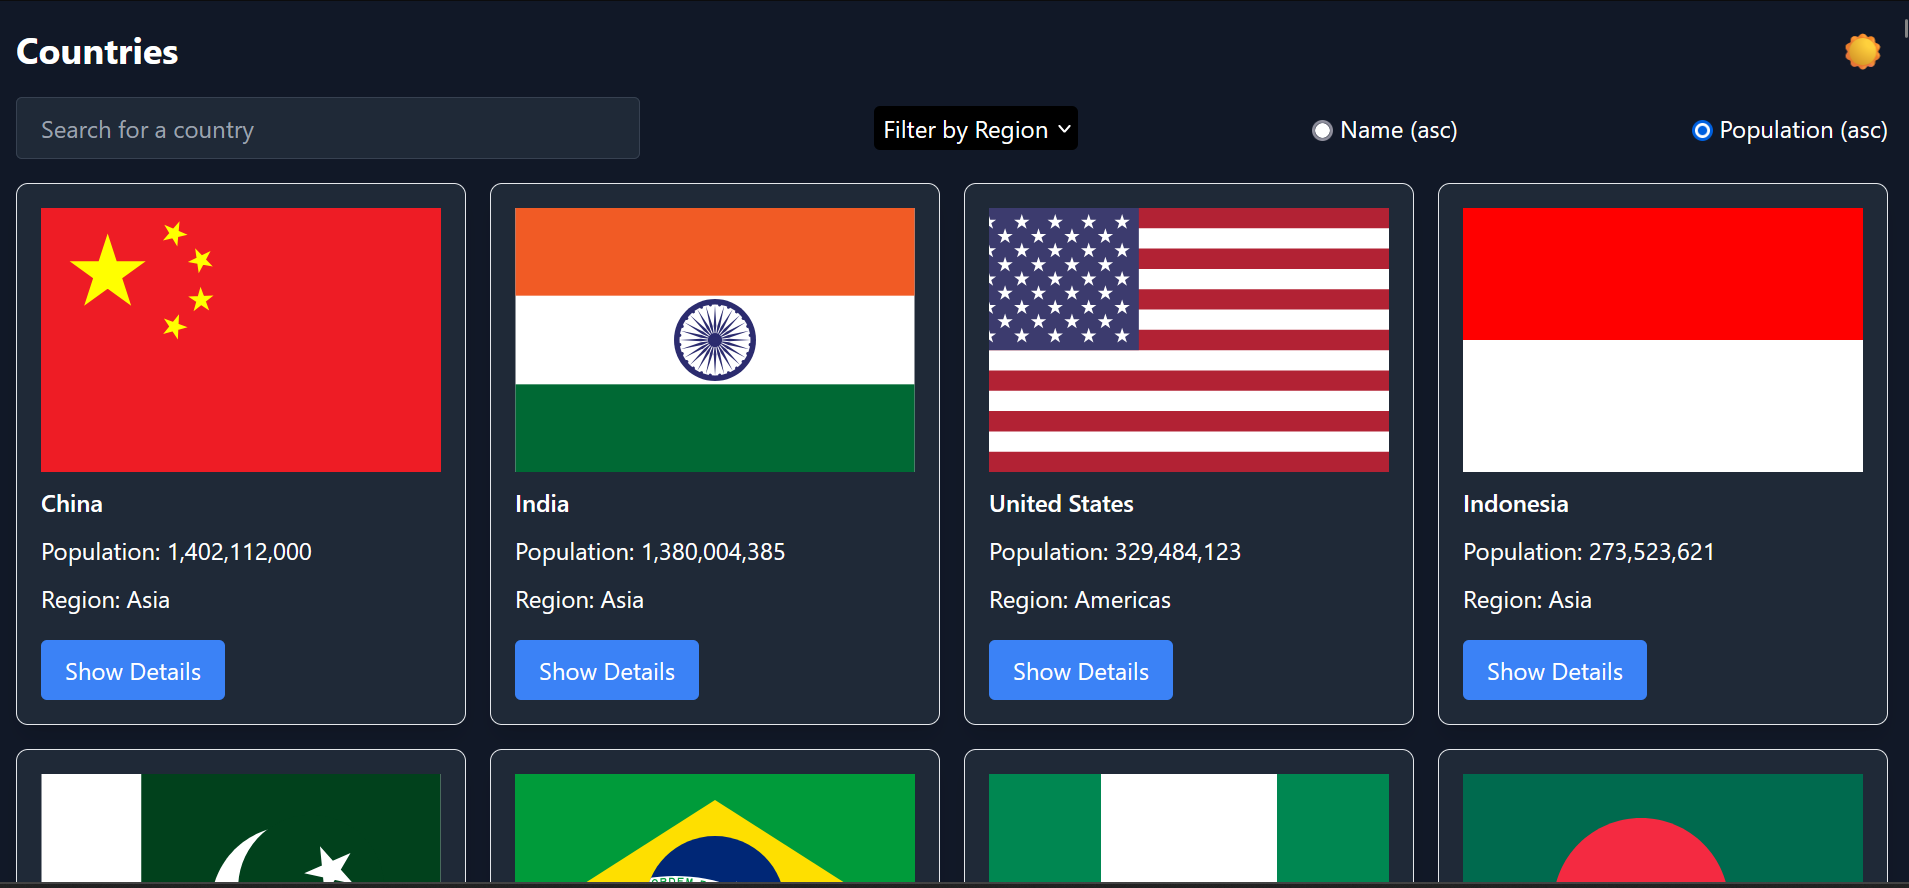 Countries
Search for a country
Filter by Region
Name (asc)
Population (asc)
China
Population: 1,402,112,000
Region: Asia
Show Details
India
Population: 1,380,004,385
Region: Asia
Show Details
United States
Population: 329,484,123
Region: Americas
Show Details
Indonesia
Population: 273,523,621
Region: Asia
Show Details